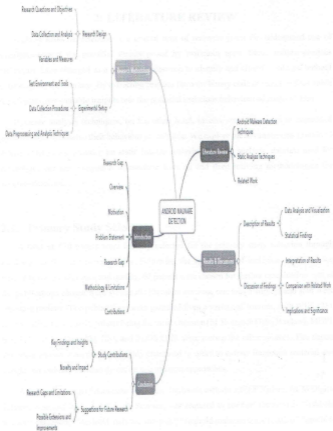 Research Questions and Objectives
Data Collection and Analysis
Research Design
Variables and Measures
Research Methodology
Test Environment and Tools
Data Collection Procedures
Experimental Setup
Data Preprocessing and Analysis Techniques
Android Malware Detection
Techniques
Literature Review
Static Analysis Techniques
Related Work
Research Gap
Overview
Motivation
Problem Statement
Introduction
Research Gap
Methodology & Limitations
Contributions
ANDROID MALWARE
DETECTION
Data Analysis and Visualization
Description of Results
Statistical Findings
Results & Discussions
Interpretation of Results
Discussion of Findings
Comparison with Related Work
Implications and Significance
Key Findings and Insights
Study Contributions
Novelty and Impact
Conclusion
Research Gaps and Limitations
Suggestions for Future Research
Possible Extensions and
Improvements